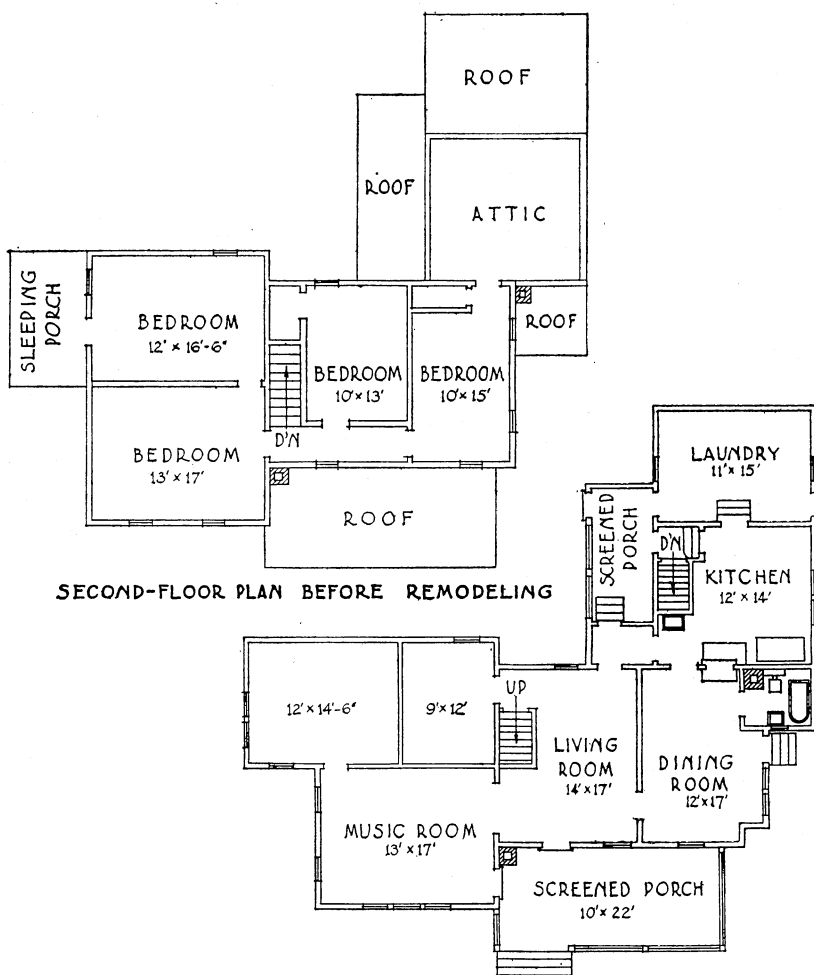 ROOF
ROOF
ATTIC
SLEEPING
PORCH
BEDROOM
12' × 16'-6"
ROOF
BEDROOM
10' × 13'
BEDROOM
10' × 15'
D'N
BEDROOM
13' × 17'
ROOF
SECOND-FLOOR PLAN BEFORE REMODELING
LAUNDRY
11' × 15'
SCREENED
PORCH
D'N
KITCHEN
12' × 14'
12' × 14'-6"
9' × 12'
UP
LIVING
ROOM
14' × 17'
DINING
ROOM
12' × 17'
MUSIC ROOM
13' × 17'
SCREENED PORCH
10' × 22'